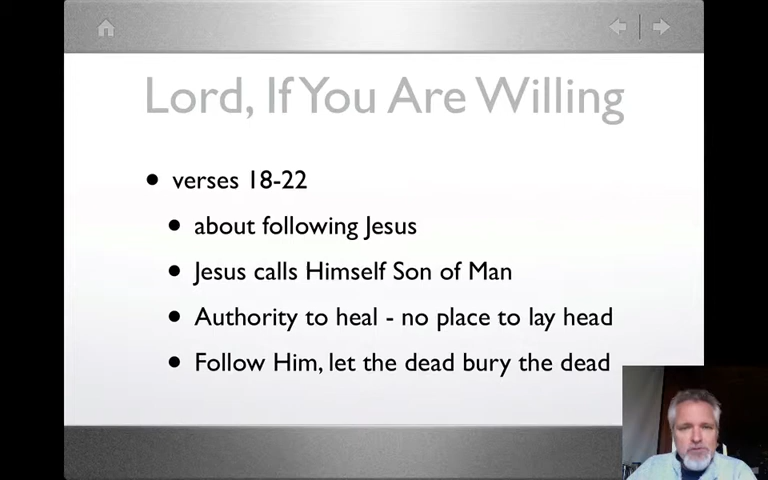 Lord, If You Are Willing
• verses 18-22
• about following Jesus
• Jesus calls Himself Son of Man
• Authority to heal - no place to lay head
• Follow Him, let the dead bury the dead